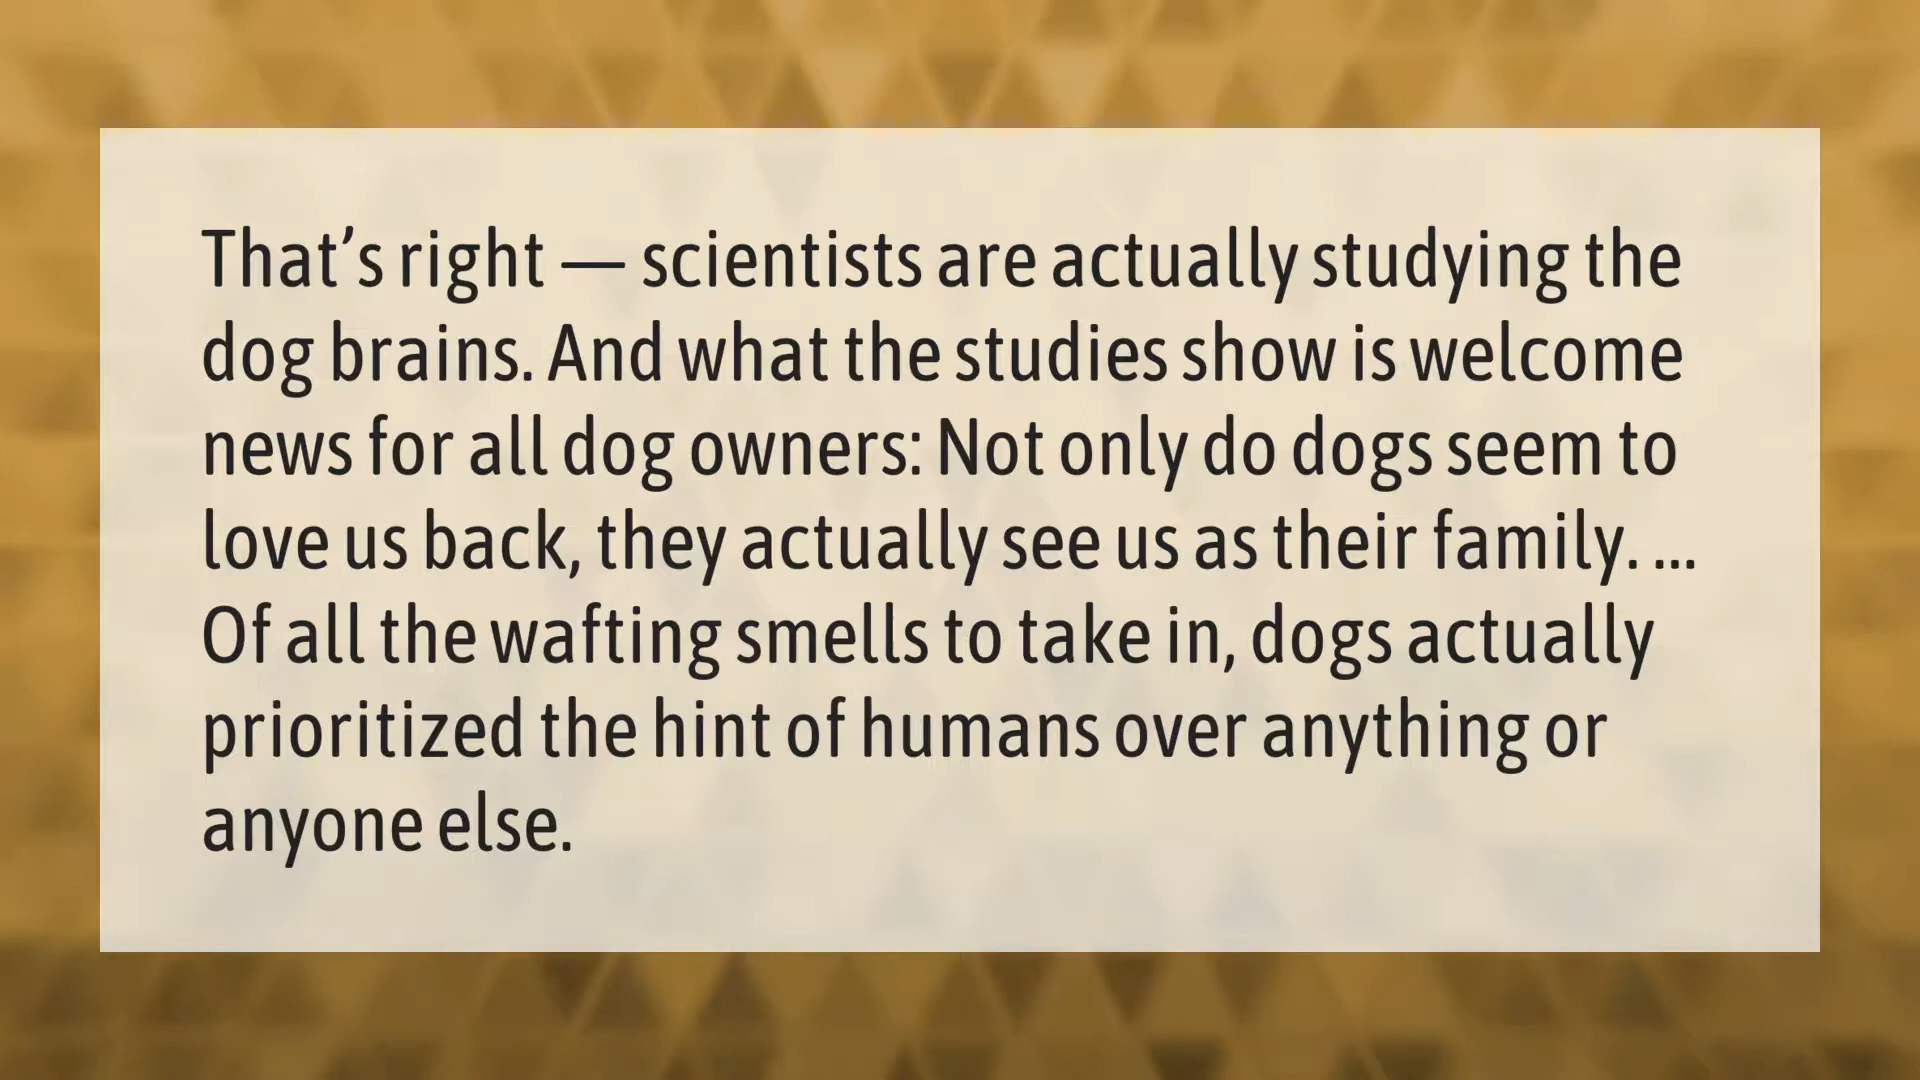 That’s right — scientists are actually studying the
dog brains. And what the studies show is welcome
news for all dog owners: Not only do dogs seem to
love us back, they actually see us as their family. ...
Of all the wafting smells to take in, dogs actually
prioritized the hint of humans over anything or
anyone else.